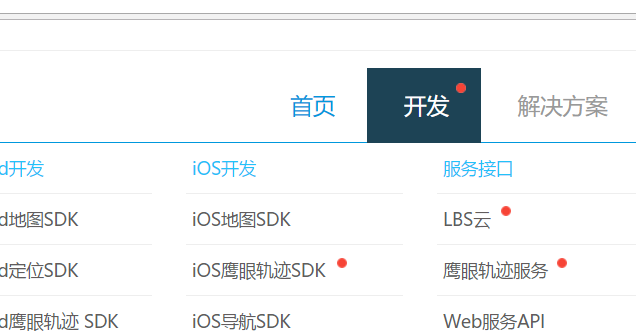 首页 开发 解决方案
d开发 iOS开发 服务接口
d地图SDK iOS地图SDK LBS云
d定位SDK iOS鹰眼轨迹SDK 鹰眼轨迹服务
d鹰眼轨迹 SDK iOS导航SDK Web服务API